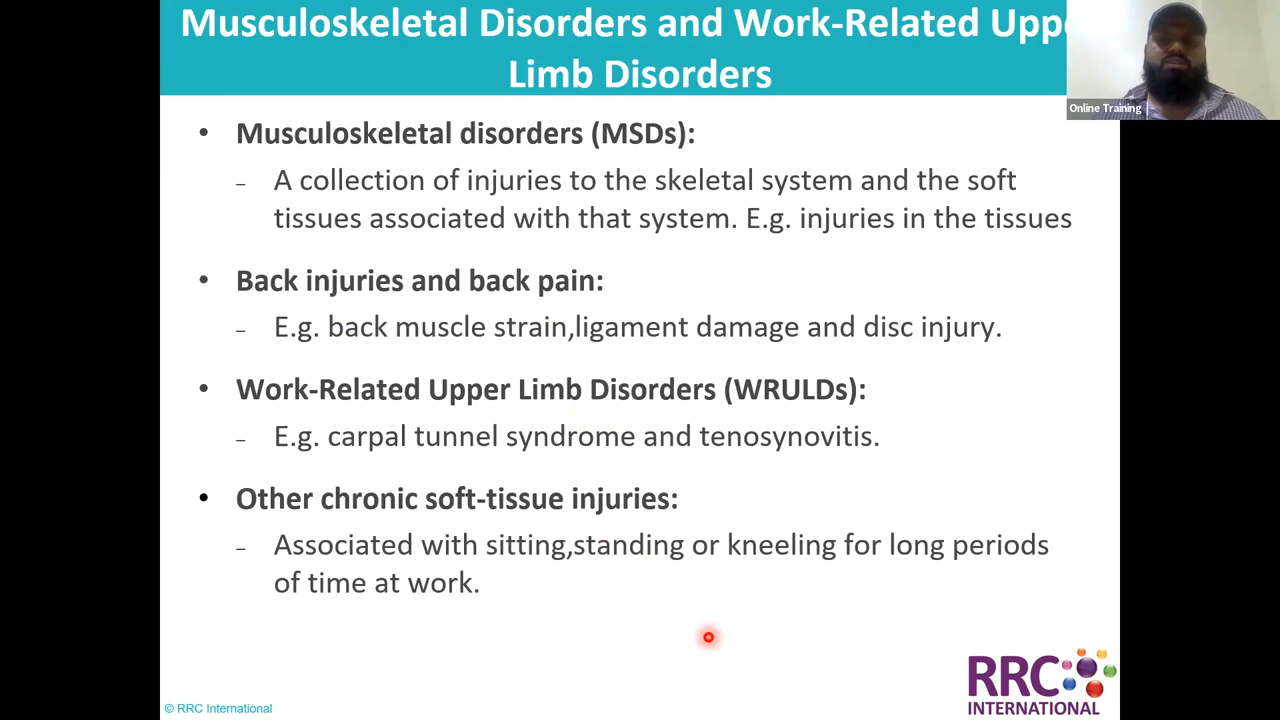 Musculoskeletal Disorders and Work-Related Uppe
Limb Disorders
Online Training
• Musculoskeletal disorders (MSDs):
– A collection of injuries to the skeletal system and the soft
tissues associated with that system. E.g. injuries in the tissues
• Back injuries and back pain:
– E.g. back muscle strain,ligament damage and disc injury.
• Work-Related Upper Limb Disorders (WRULDs):
– E.g. carpal tunnel syndrome and tenosynovitis.
• Other chronic soft-tissue injuries:
– Associated with sitting,standing or kneeling for long periods
of time at work.
© RRC International
RRC
INTERNATIONAL